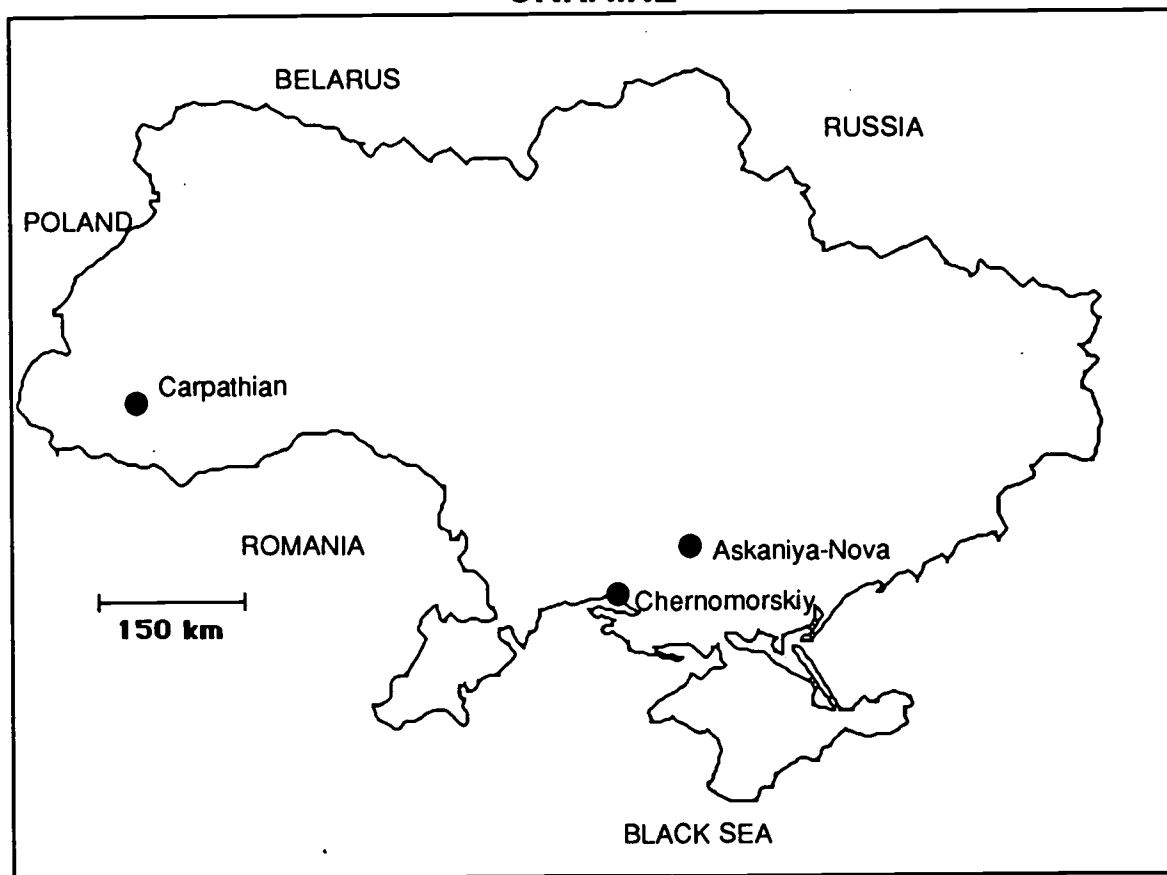 BELARUS
RUSSIA
POLAND
Carpathian
ROMANIA
Askaniya-Nova
Chernomorskiy
150 km
BLACK SEA